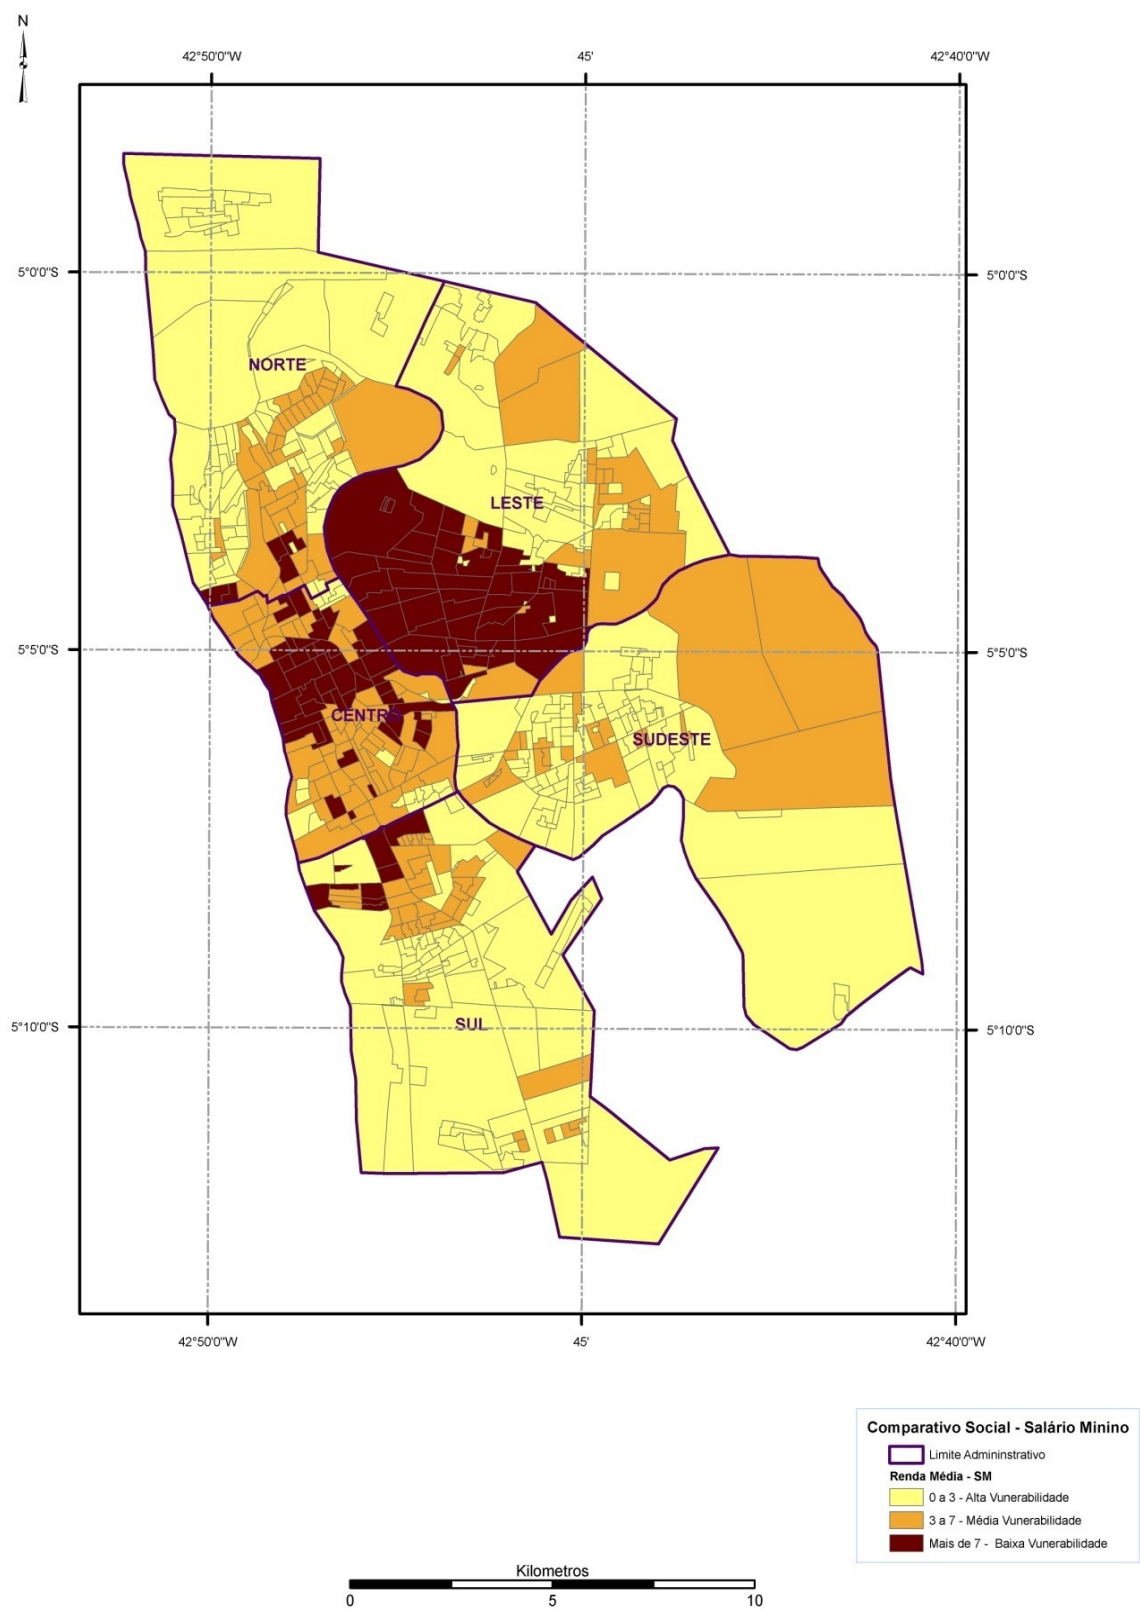 N
42°50'0"W
45'
42°40'0"W
5°0'0"S
5°0'0"S
NORTE
LESTE
5°50"S
5°5'0"S
CENTRO
SUDESTE
5°10'0"S
5°10'0"S
SUL
42°50'0"W
45'
42°40'0"W
Comparativo Social - Salário Minino
Limite Admininstrativo
Renda Média - SM
0 a 3 - Alta Vunerabilidade
3 a 7 - Média Vunerabilidade
Mais de 7 - Baixa Vunerabilidade
Kilometros
0 5 10